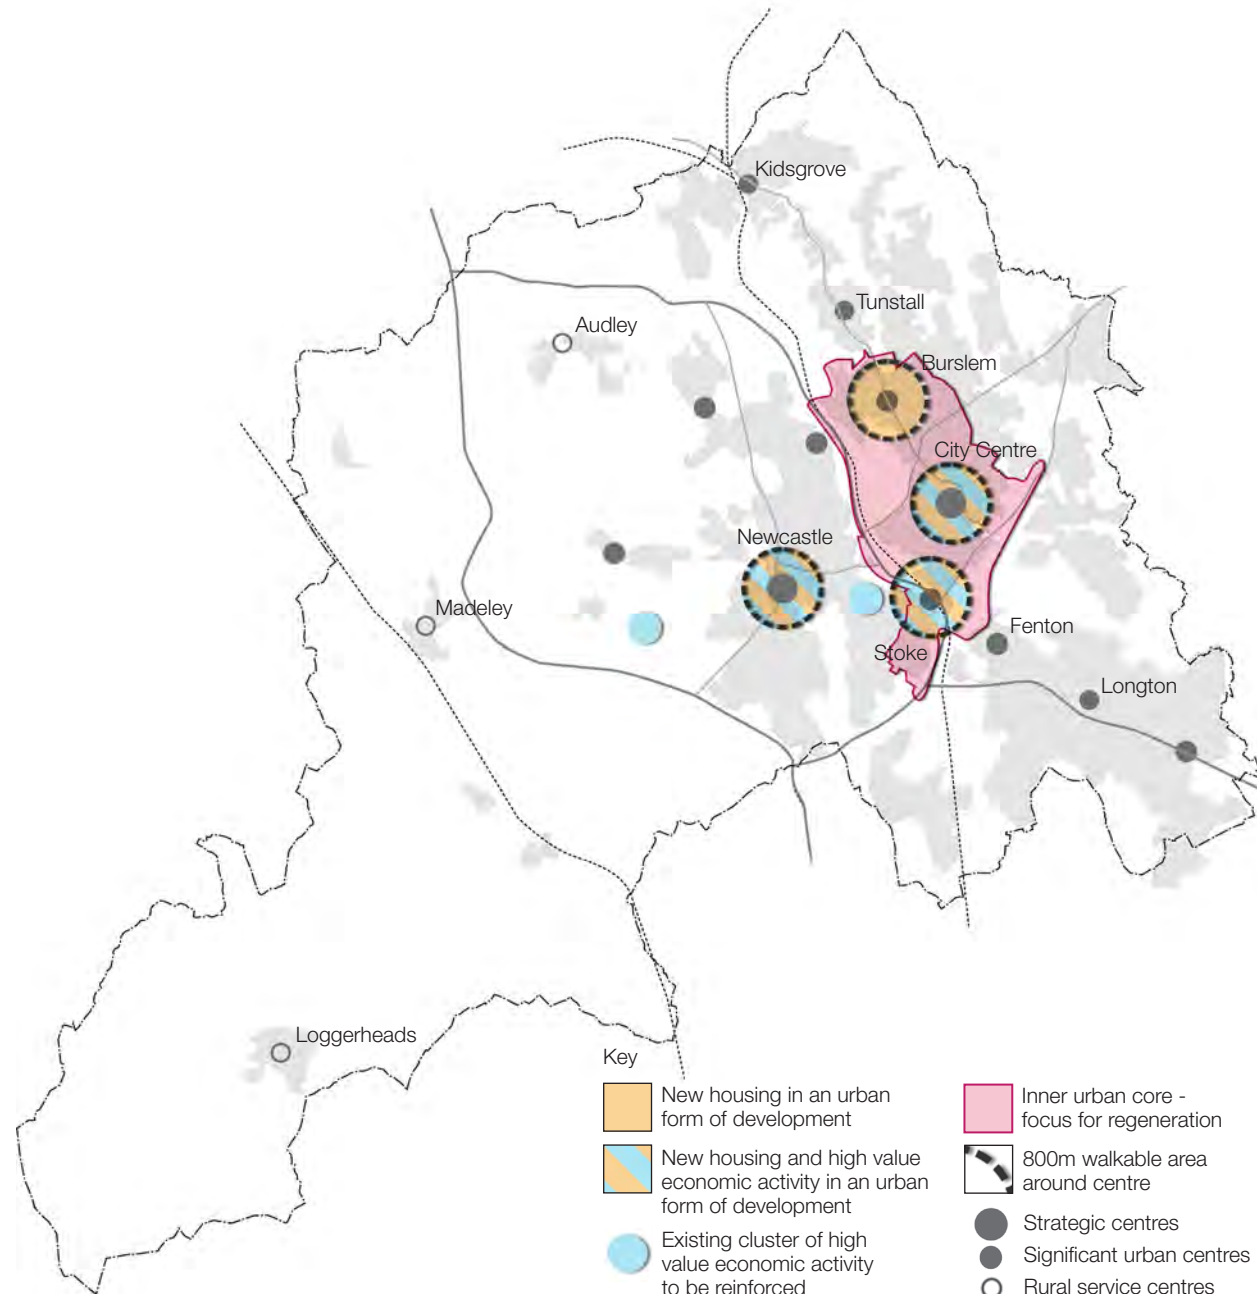 Kidsgrove
Tunstall
Audley
Burslem
City Centre
Newcastle
Madeley
Fenton
Stoke
Longton
Loggerheads
Key
New housing in an urban
form of development
New housing and high value
economic activity in an urban
form of development
Existing cluster of high
value economic activity
to be reinforced
Inner urban core -
focus for regeneration
800m walkable area
around centre
Strategic centres
Significant urban centres
Rural service centres